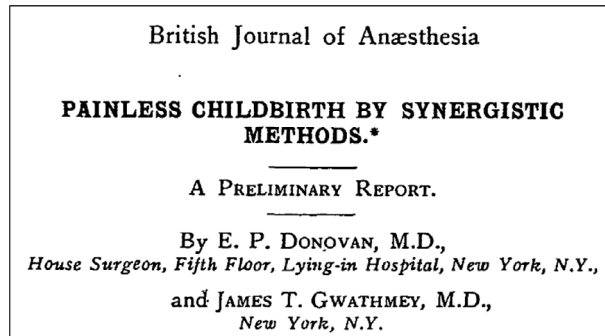 British Journal of Anæsthesia
PAINLESS CHILDBIRTH BY SYNERGISTIC
METHODS.*
A PRELIMINARY REPORT.
By E. P. DONOVAN, M.D.,
House Surgeon, Fifth Floor, Lying-in Hospital, New York, N.Y.,
and JAMES T. GWATHMEY, M.D.,
New York, N.Y.